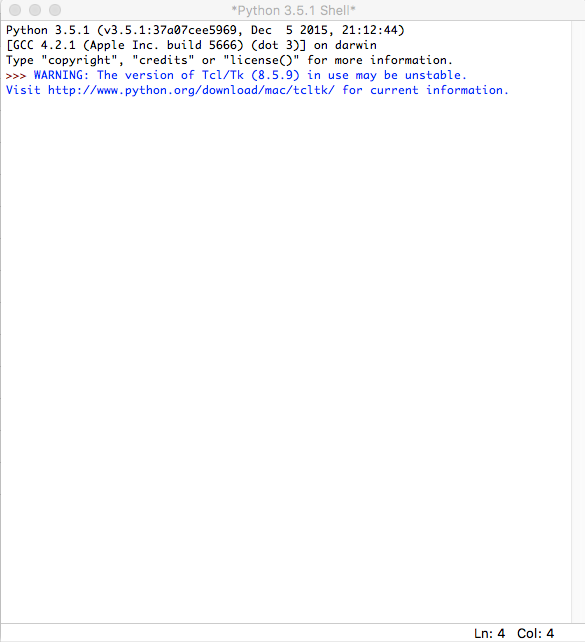 *Python 3.5.1 Shell*
Python 3.5.1 (v3.5.1:37a07cee5969, Dec  5 2015, 21:12:44)
[GCC 4.2.1 (Apple Inc. build 5666) (dot 3)] on darwin
Type "copyright", "credits" or "license()" for more information.
>>> WARNING: The version of Tcl/Tk (8.5.9) in use may be unstable.
Visit http://www.python.org/download/mac/tcltk/ for current information.
Ln: 4 Col: 4